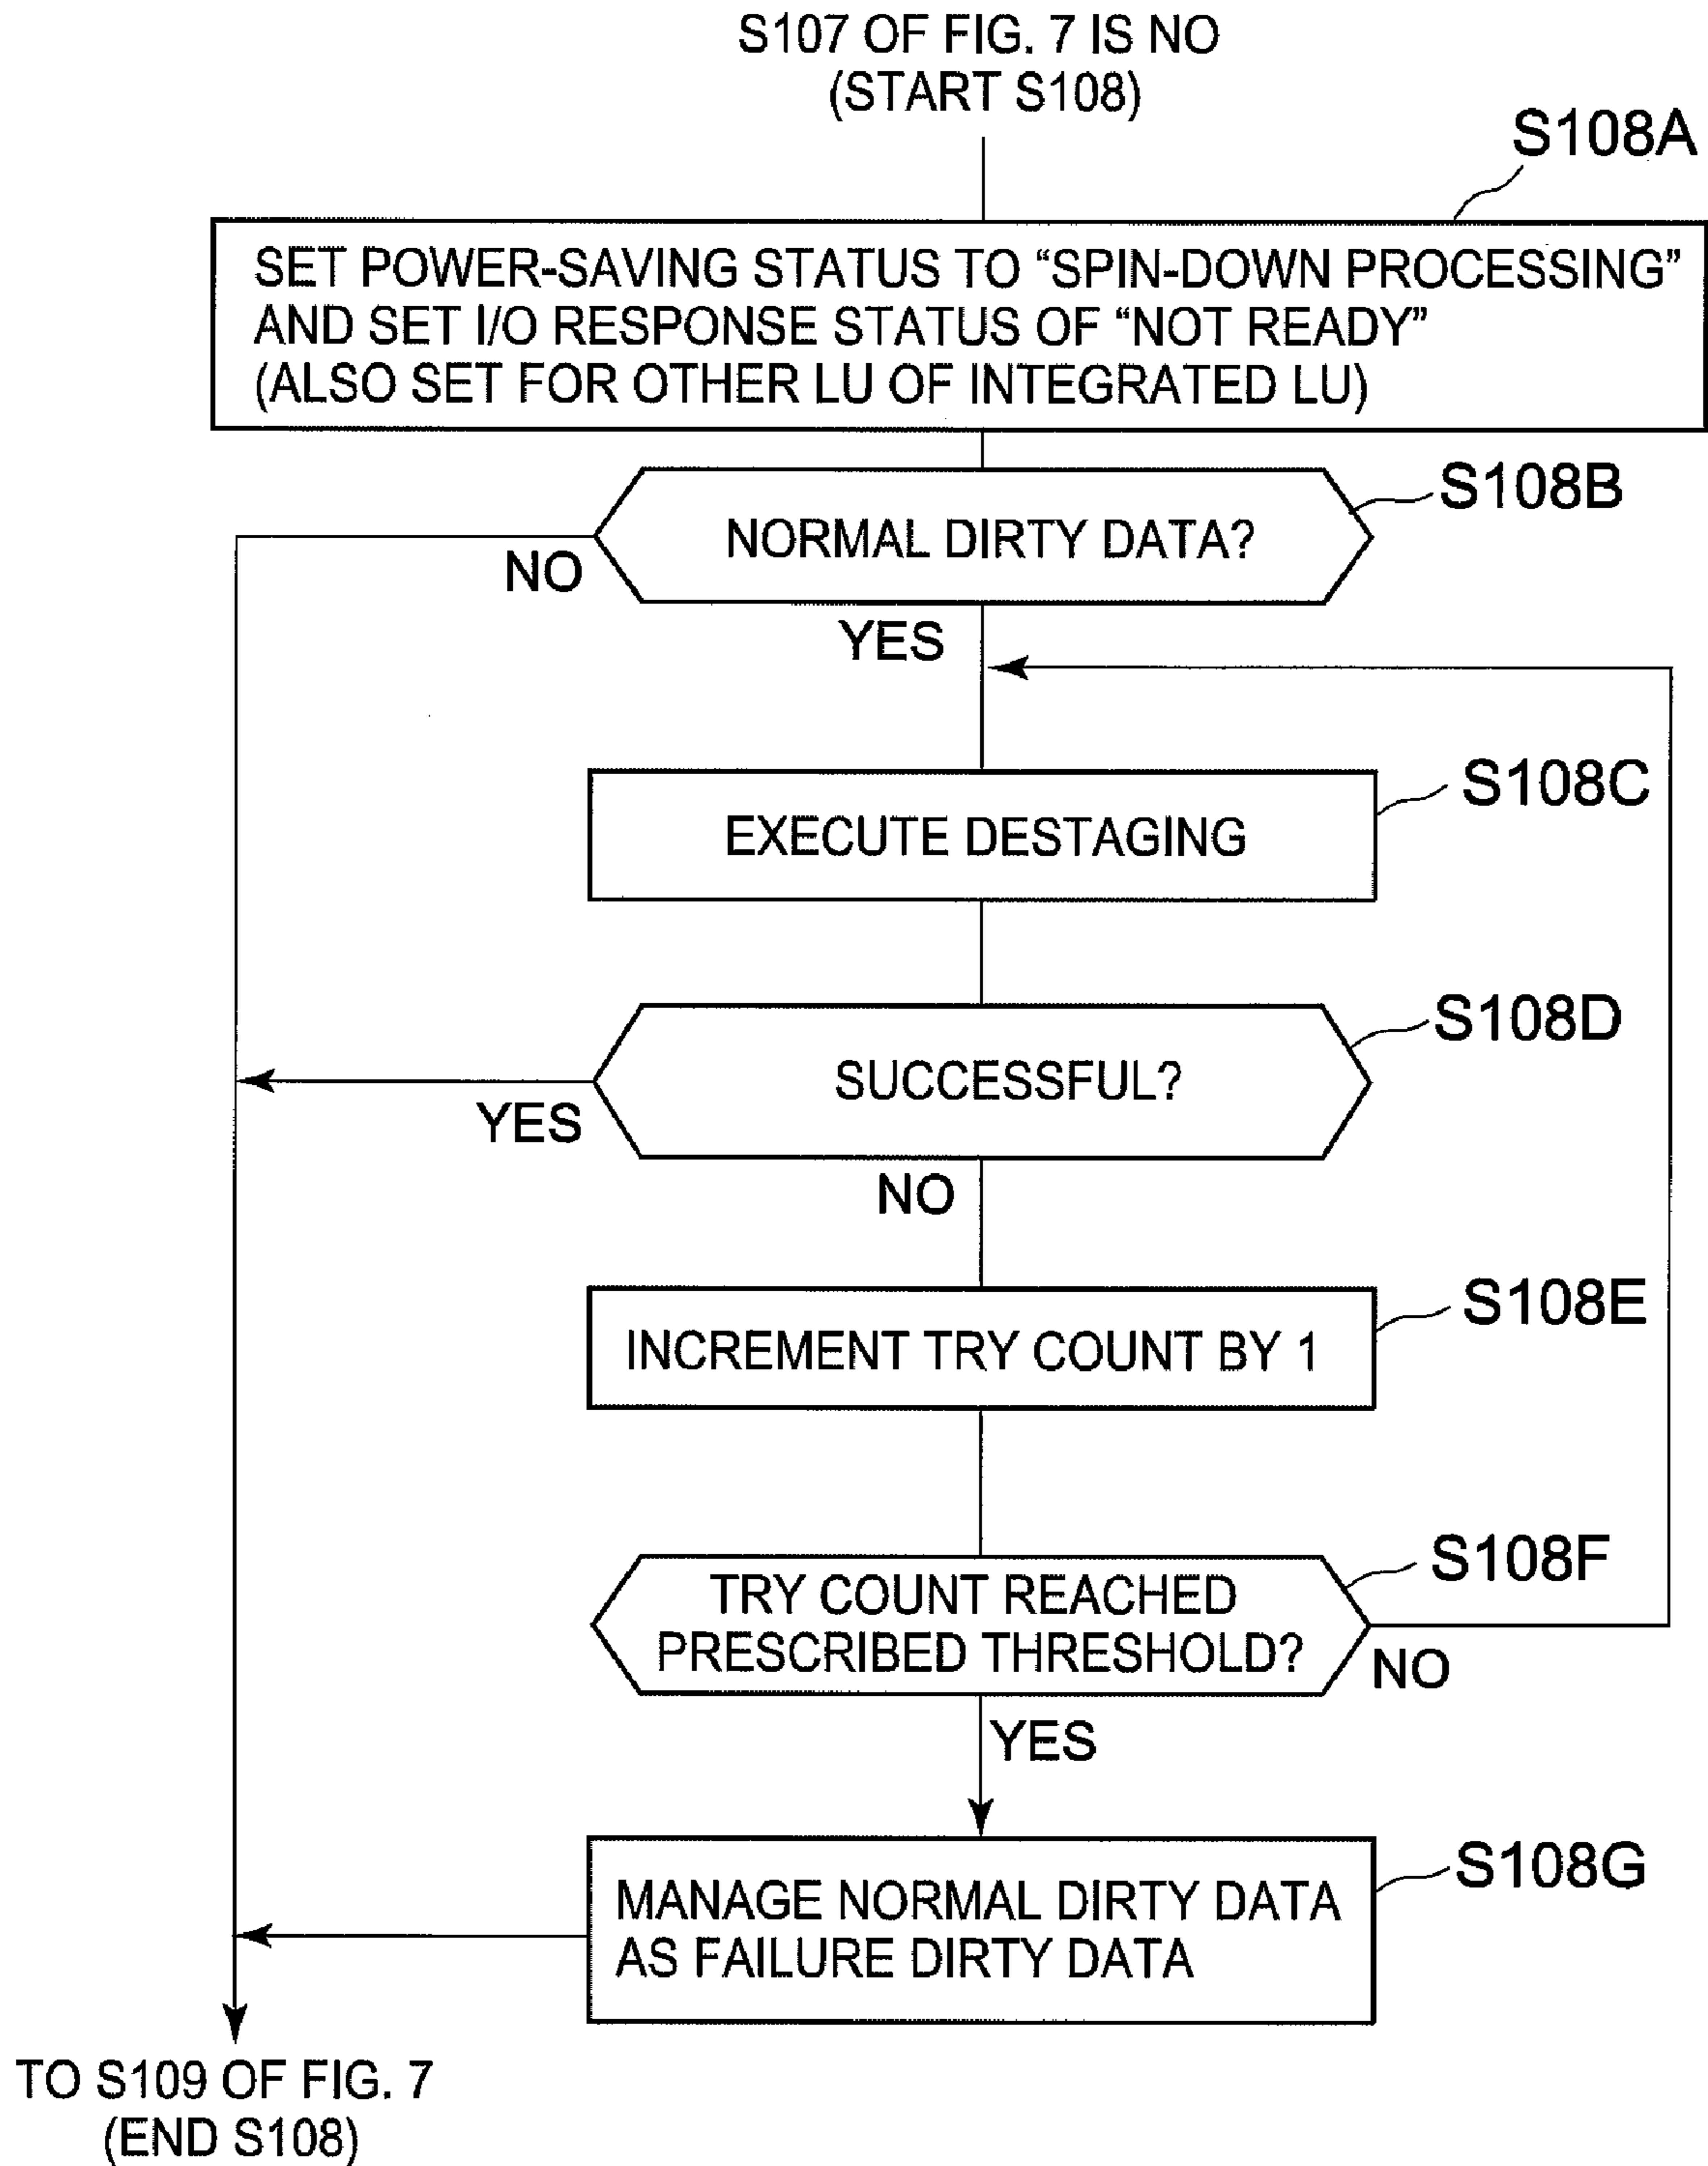 S107 OF FIG. 7 IS NO
(START S108)
S108A
SET POWER-SAVING STATUS TO “SPIN-DOWN PROCESSING”
AND SET I/O RESPONSE STATUS OF “NOT READY”
(ALSO SET FOR OTHER LU OF INTEGRATED LU)
S108B
NORMAL DIRTY DATA?
NO
YES
S108C
EXECUTE DESTAGING
S108D
SUCCESSFUL?
YES
NO
S108E
INCREMENT TRY COUNT BY 1
S108F
TRY COUNT REACHED
PRESCRIBED THRESHOLD?
NO
YES
S108G
MANAGE NORMAL DIRTY DATA
AS FAILURE DIRTY DATA
TO S109 OF FIG. 7
(END S108)